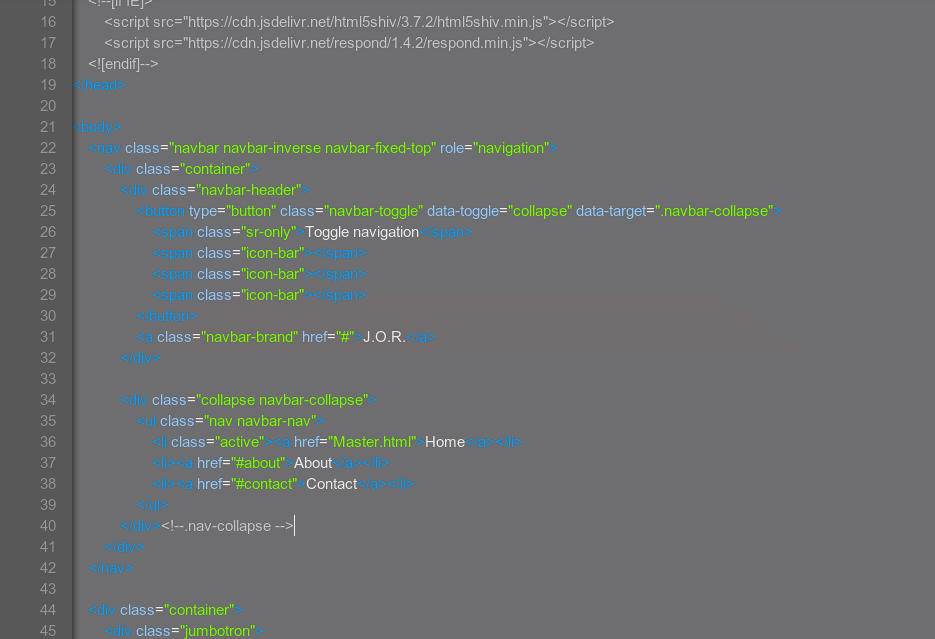 15 <!--[if IE]>
16 <script src="https://cdn.jsdelivr.net/html5shiv/3.7.2/html5shiv.min.js"></script>
17 <script src="https://cdn.jsdelivr.net/respond/1.4.2/respond.min.js"></script>
18 <![endif]-->
19 </head>
20
21 <body>
22 <nav class="navbar navbar-inverse navbar-fixed-top" role="navigation">
23 <div class="container">
24 <div class="navbar-header">
25 <button type="button" class="navbar-toggle" data-toggle="collapse" data-target=".navbar-collapse">
26 <span class="sr-only">Toggle navigation</span>
27 <span class="icon-bar"></span>
28 <span class="icon-bar"></span>
29 <span class="icon-bar"></span>
30 </button>
31 <a class="navbar-brand" href="#">J.O.R.</a>
32 </div>
33
34 <div class="collapse navbar-collapse">
35 <ul class="nav navbar-nav">
36 <li class="active"><a href="Master.html">Home</a></li>
37 <li><a href="#about">About</a></li>
38 <li><a href="#contact">Contact</a></li>
39 </ul>
40 </div><!--.nav-collapse -->
41 </div>
42 </nav>
43
44 <div class="container">
45 <div class="jumbotron">